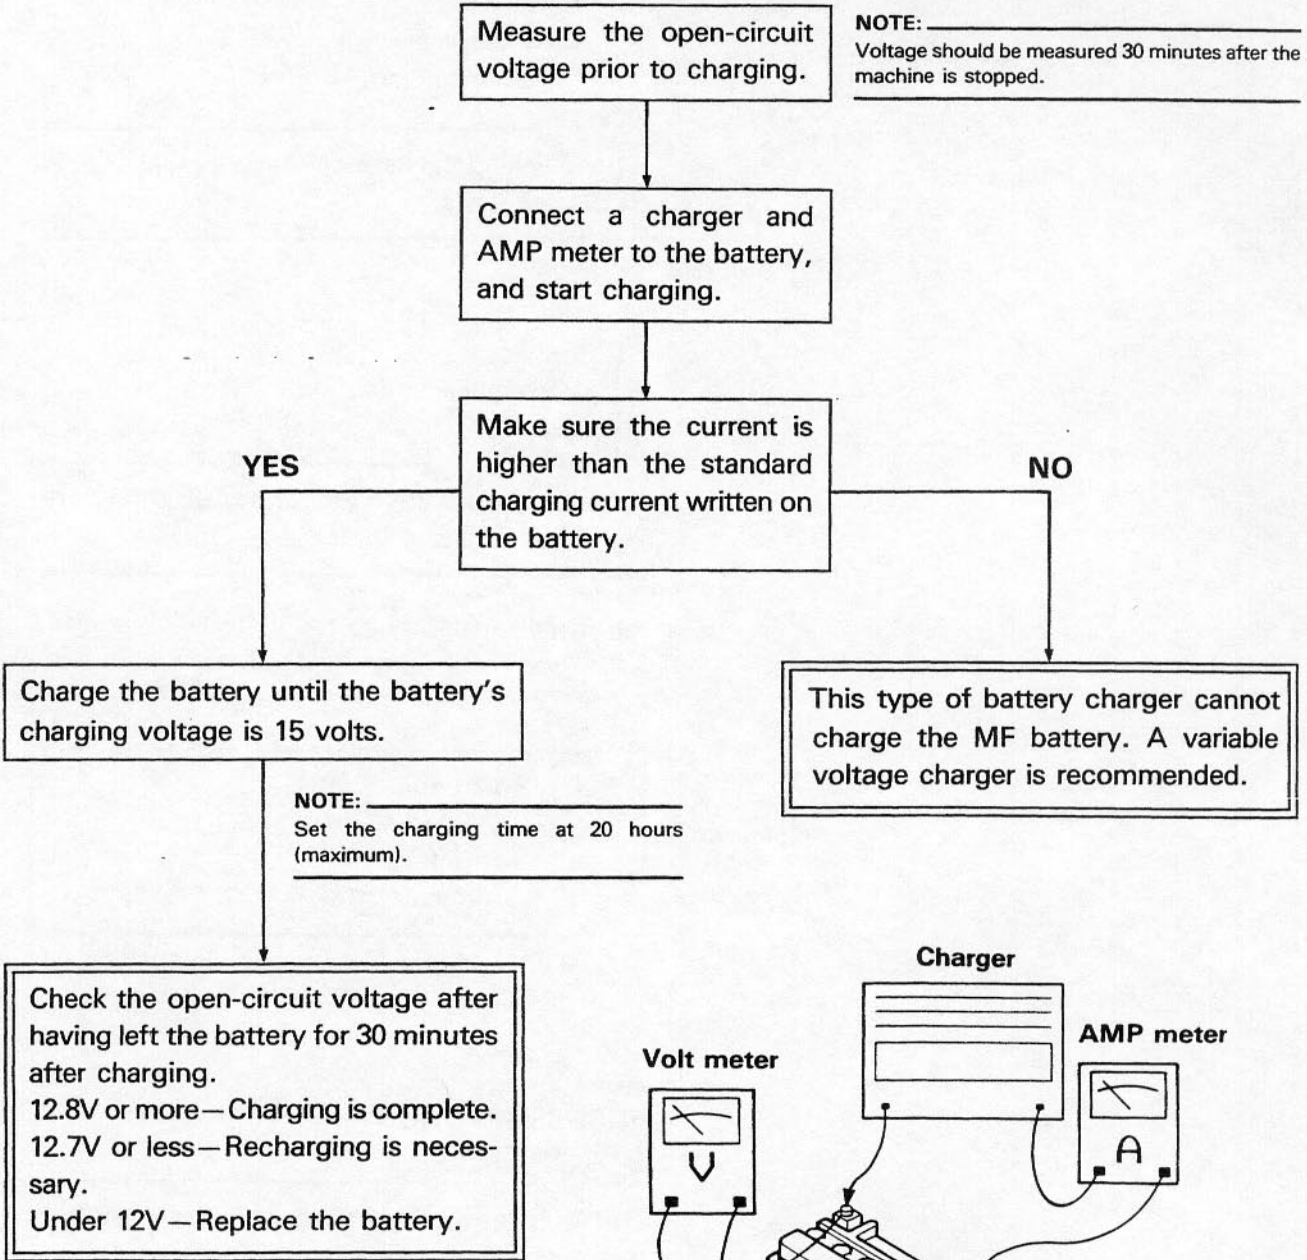 Measure the open-circuit
voltage prior to charging.
NOTE:
Voltage should be measured 30 minutes after the
machine is stopped.
Connect a charger and
AMP meter to the battery,
and start charging.
Make sure the current is
higher than the standard
charging current written on
the battery.
YES
NO
Charge the battery until the battery's
charging voltage is 15 volts.
This type of battery charger cannot
charge the MF battery. A variable
voltage charger is recommended.
NOTE:
Set the charging time at 20 hours
(maximum).
Check the open-circuit voltage after
having left the battery for 30 minutes
after charging.
12.8V or more—Charging is complete.
12.7V or less—Recharging is neces-
sary.
Under 12V—Replace the battery.
Charger
AMP meter
Volt meter
V
A